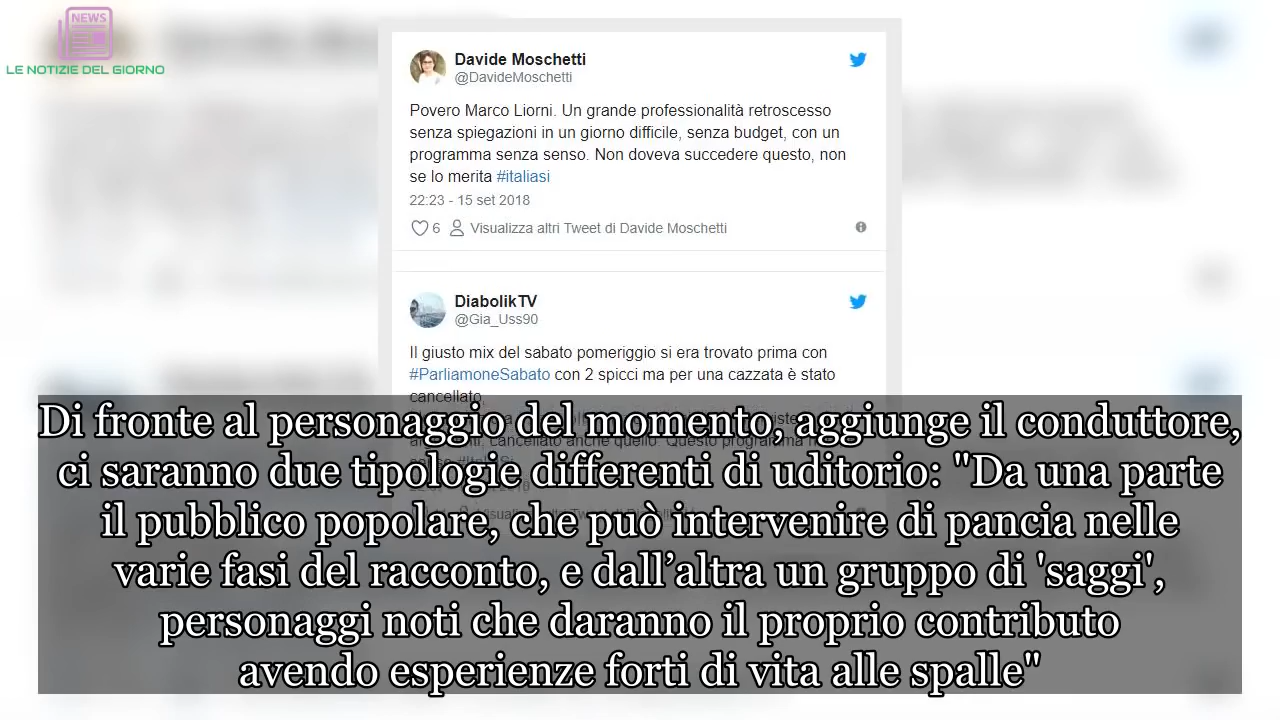 NEWS
LE NOTIZIE DEL GIORNO
Davide Moschetti
@DavideMoschetti
Povero Marco Liorni. Un grande professionalità retroscesso
senza spiegazioni in un giorno difficile, senza budget, con un
programma senza senso. Non doveva succedere questo, non
se lo merita #italiasi
22:23 - 15 set 2018
6 Visualizza altri Tweet di Davide Moschetti
DiabolikTV
@Gia_Uss90
Il giusto mix del sabato pomeriggio si era trovato prima con
#ParliamoneSabato con 2 spicci ma per una cazzata è stato
cancellato,
cancellato anche quello. Questo programma
Di fronte al personaggio del momento, aggiunge il conduttore,
ci saranno due tipologie differenti di uditorio: "Da una parte
il pubblico popolare, che può intervenire di pancia nelle
varie fasi del racconto, e dall’altra un gruppo di 'saggi',
personaggi noti che daranno il proprio contributo
avendo esperienze forti di vita alle spalle"